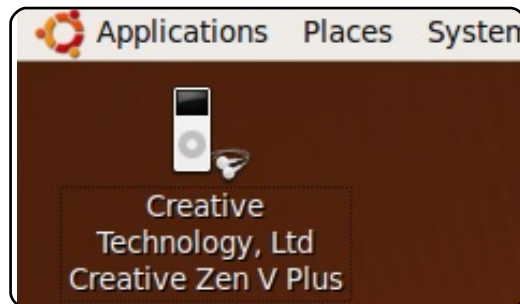 Applications Places System
Creative
Technology, Ltd
Creative Zen V Plus